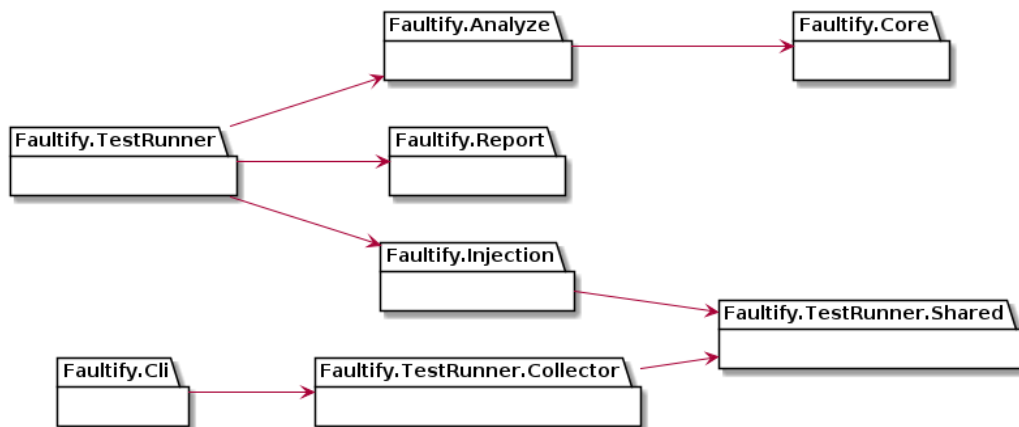 Faultify.Analyze
Faultify.Core
Faultify.TestRunner
Faultify.Report
Faultify.Injection
Faultify.TestRunner.Shared
Faultify.Cli
Faultify.TestRunner.Collector